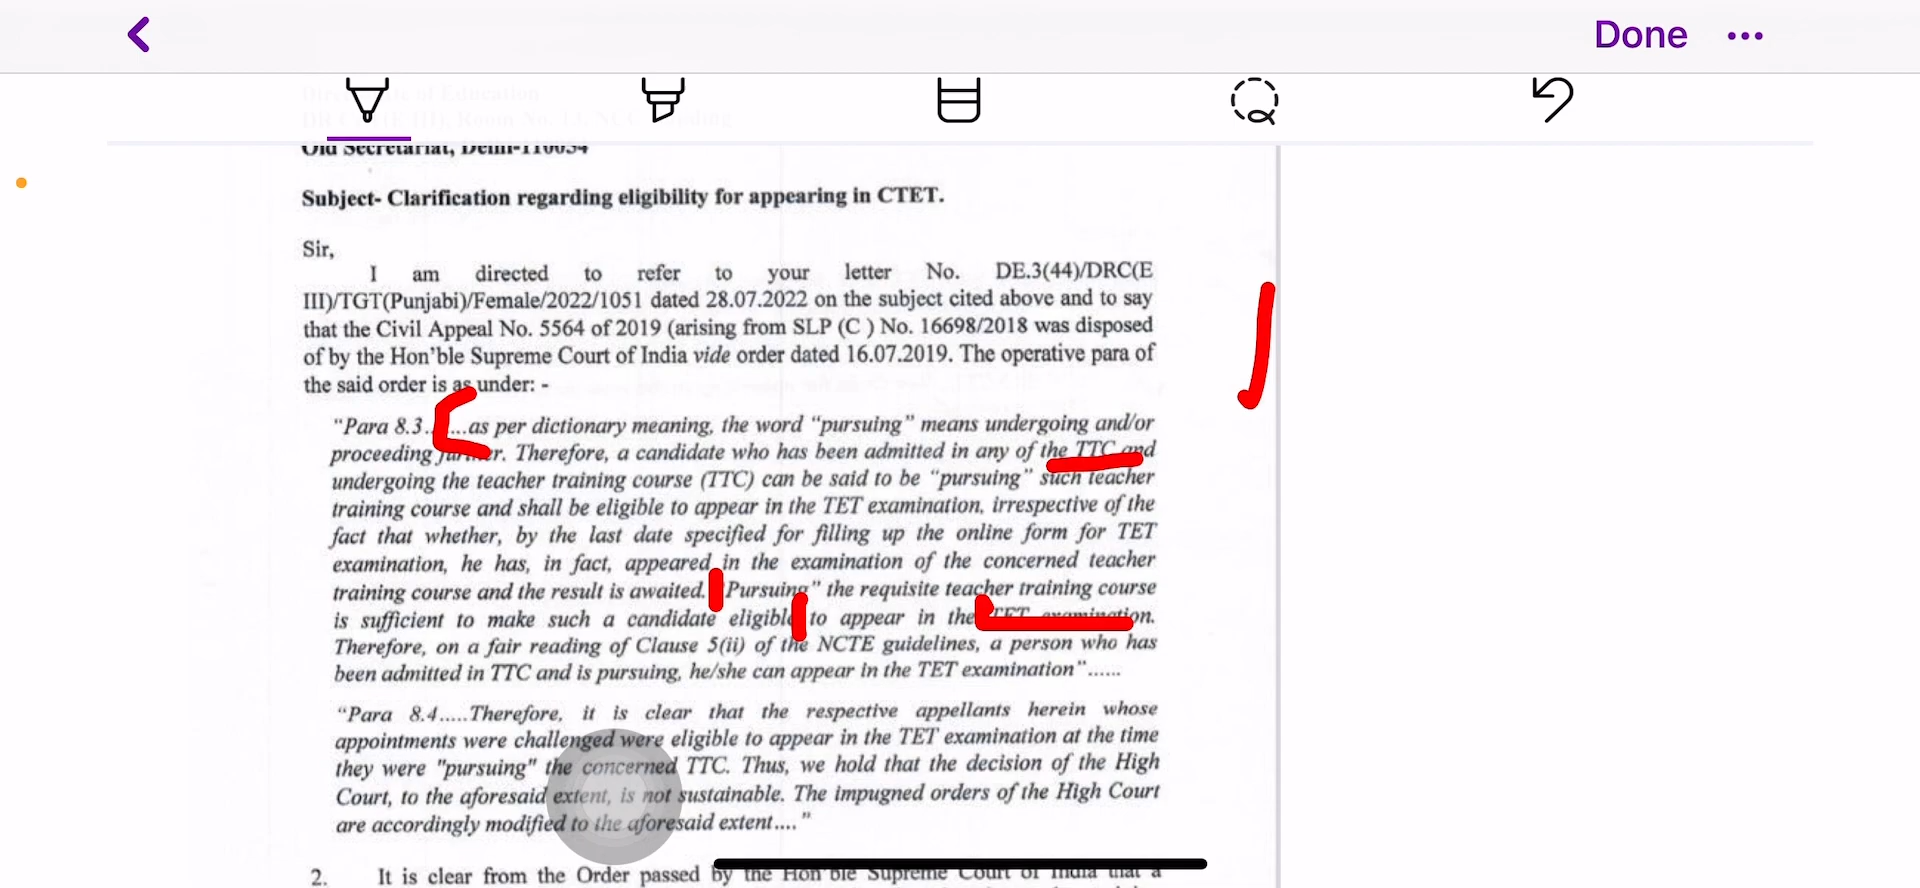 Done
Directorate of Education
Old Secretariat, Delhi-110054
Subject- Clarification regarding eligibility for appearing in CTET.
Sir,
I am directed to refer to your letter No. DE.3(44)/DRC(E
III)/TGT(Punjabi)/Female/2022/1051 dated 28.07.2022 on the subject cited above and to say
that the Civil Appeal No. 5564 of 2019 (arising from SLP (C ) No. 16698/2018 was disposed
of by the Hon'ble Supreme Court of India vide order dated 16.07.2019. The operative para of
the said order is as under: -
"Para 8.3......as per dictionary meaning, the word "pursuing" means undergoing and/or
proceeding further. Therefore, a candidate who has been admitted in any of the TTC and
undergoing the teacher training course (TTC) can be said to be "pursuing" such teacher
training course and shall be eligible to appear in the TET examination, irrespective of the
fact that whether, by the last date specified for filling up the online form for TET
examination, he has, in fact, appeared in the examination of the concerned teacher
training course and the result is awaited. Pursuing" the requisite teacher training course
is sufficient to make such a candidate eligible to appear in the TET examination.
Therefore, on a fair reading of Clause 5(ii) of the NCTE guidelines, a person who has
been admitted in TTC and is pursuing, he/she can appear in the TET examination"......
"Para 8.4.....Therefore, it is clear that the respective appellants herein whose
appointments were challenged were eligible to appear in the TET examination at the time
they were "pursuing" the concerned TTC. Thus, we hold that the decision of the High
Court, to the aforesaid extent, is not sustainable. The impugned orders of the High Court
are accordingly modified to the aforesaid extent...."
2. It is clear from the Order passed by the Hon'ble Supreme Court of India that a